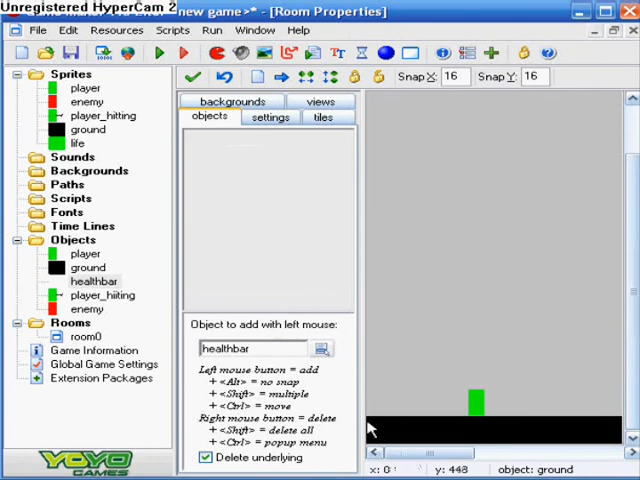 Unregistered HyperCam 2
new game>* - [Room Properties]
File Edit Resources Scripts Run Window Help
Snap X: 16 Snap Y: 16
Sprites
player
enemy
player_hitting
ground
life
Sounds
Backgrounds
Paths
Scripts
Fonts
Time Lines
Objects
player
ground
healthbar
player_hiiting
enemy
Rooms
room0
Game Information
Global Game Settings
Extension Packages
YOYO
GAMES
backgrounds views
objects settings tiles
Object to add with left mouse:
healthbar
Left mouse button = add
+ <Alt> = no snap
+ <Shift> = multiple
+ <Ctrl> = move
Right mouse button = delete
+ <Shift> = delete all
+ <Ctrl> = popup menu
Delete underlying
x: 0 y: 448 object: ground